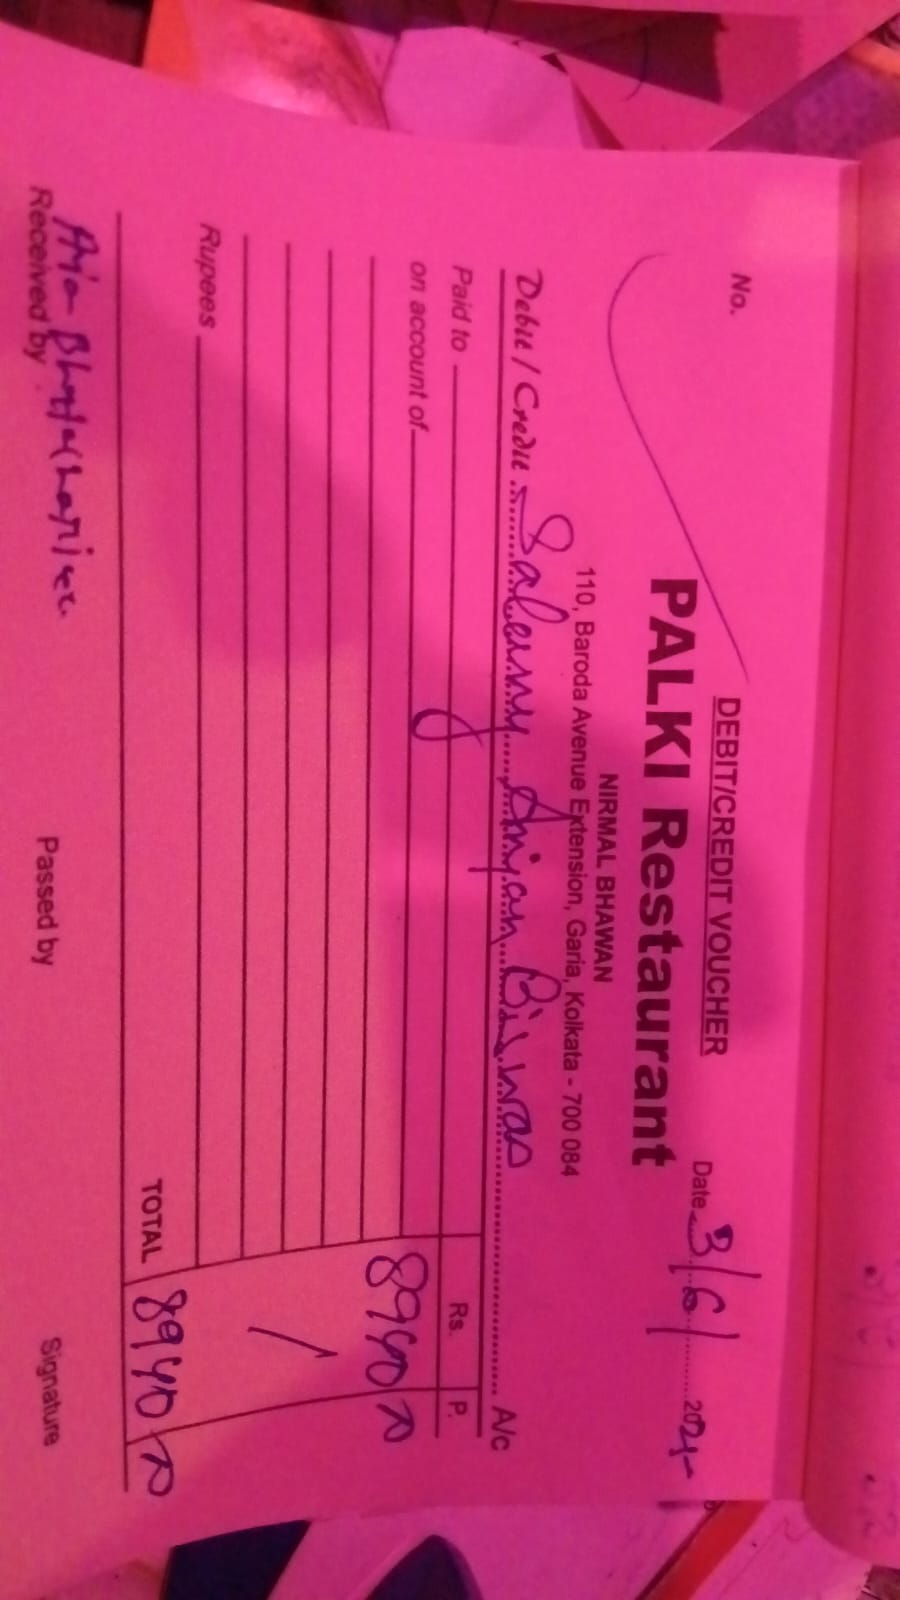 DEBIT/CREDIT VOUCHER
No.
Date 3/6/2024
PALKI Restaurant
NIRMAL BHAWAN
110, Baroda Avenue Extension, Garia, Kolkata - 700 084
Debit / Credit Salemy Anjan Biswas A/c
Paid to Rs. P.
on account of 8940
Rupees
TOTAL 8940
Bhattacharjee
Received by Passed by Signature